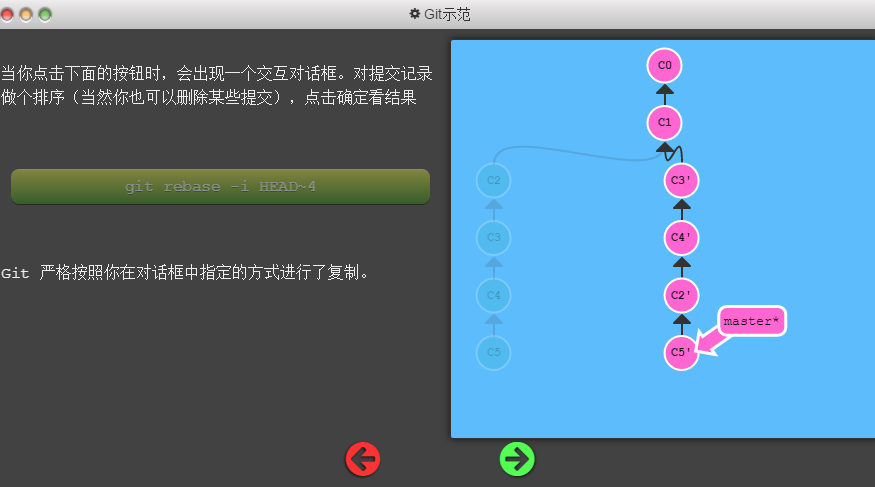 Git示范
当你点击下面的按钮时，会出现一个交互对话框。对提交记录
做个排序（当然你也可以删除某些提交），点击确定看结果
git rebase -i HEAD~4
Git 严格按照你在对话框中指定的方式进行了复制。
C0
C1
C2
C3'
C3
C4'
C4
C2'
master*
C5
C5'